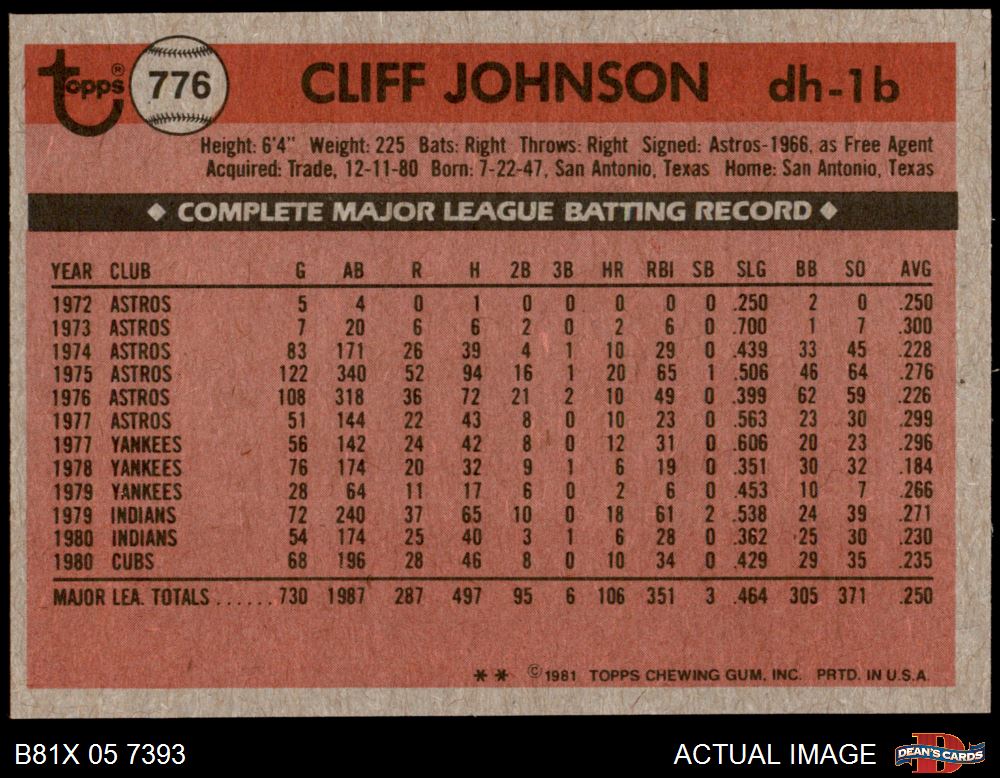 topps® 776 CLIFF JOHNSON dh-1b
Height: 6'4" Weight: 225 Bats: Right Throws: Right Signed: Astros-1966, as Free Agent
Acquired: Trade, 12-11-80 Born: 7-22-47, San Antonio, Texas Home: San Antonio, Texas
◆ COMPLETE MAJOR LEAGUE BATTING RECORD ◆
YEAR CLUB G AB R H 2B 3B HR RBI SB SLG BB SO AVG
1972 ASTROS 5 4 0 1 0 0 0 0 0 .250 2 0 .250
1973 ASTROS 7 20 6 6 2 0 2 6 0 .700 1 7 .300
1974 ASTROS 83 171 26 39 4 1 10 29 0 .439 33 45 .228
1975 ASTROS 122 340 52 94 16 1 20 65 1 .506 46 64 .276
1976 ASTROS 108 318 36 72 21 2 10 49 0 .399 62 59 .226
1977 ASTROS 51 144 22 43 8 0 10 23 0 .563 23 30 .299
1977 YANKEES 56 142 24 42 8 0 12 31 0 .606 20 23 .296
1978 YANKEES 76 174 20 32 9 1 6 19 0 .351 30 32 .184
1979 YANKEES 28 64 11 17 6 0 2 6 0 .453 10 7 .266
1979 INDIANS 72 240 37 65 10 0 18 61 2 .538 24 39 .271
1980 INDIANS 54 174 25 40 3 1 6 28 0 .362 25 30 .230
1980 CUBS 68 196 28 46 8 0 10 34 0 .429 29 35 .235
MAJOR LEA. TOTALS ...... 730 1987 287 497 95 6 106 351 3 .464 305 371 .250
** © 1981 TOPPS CHEWING GUM, INC. PRTD. IN U.S.A.
B81X 05 7393 ACTUAL IMAGE DEAN'S CARDS